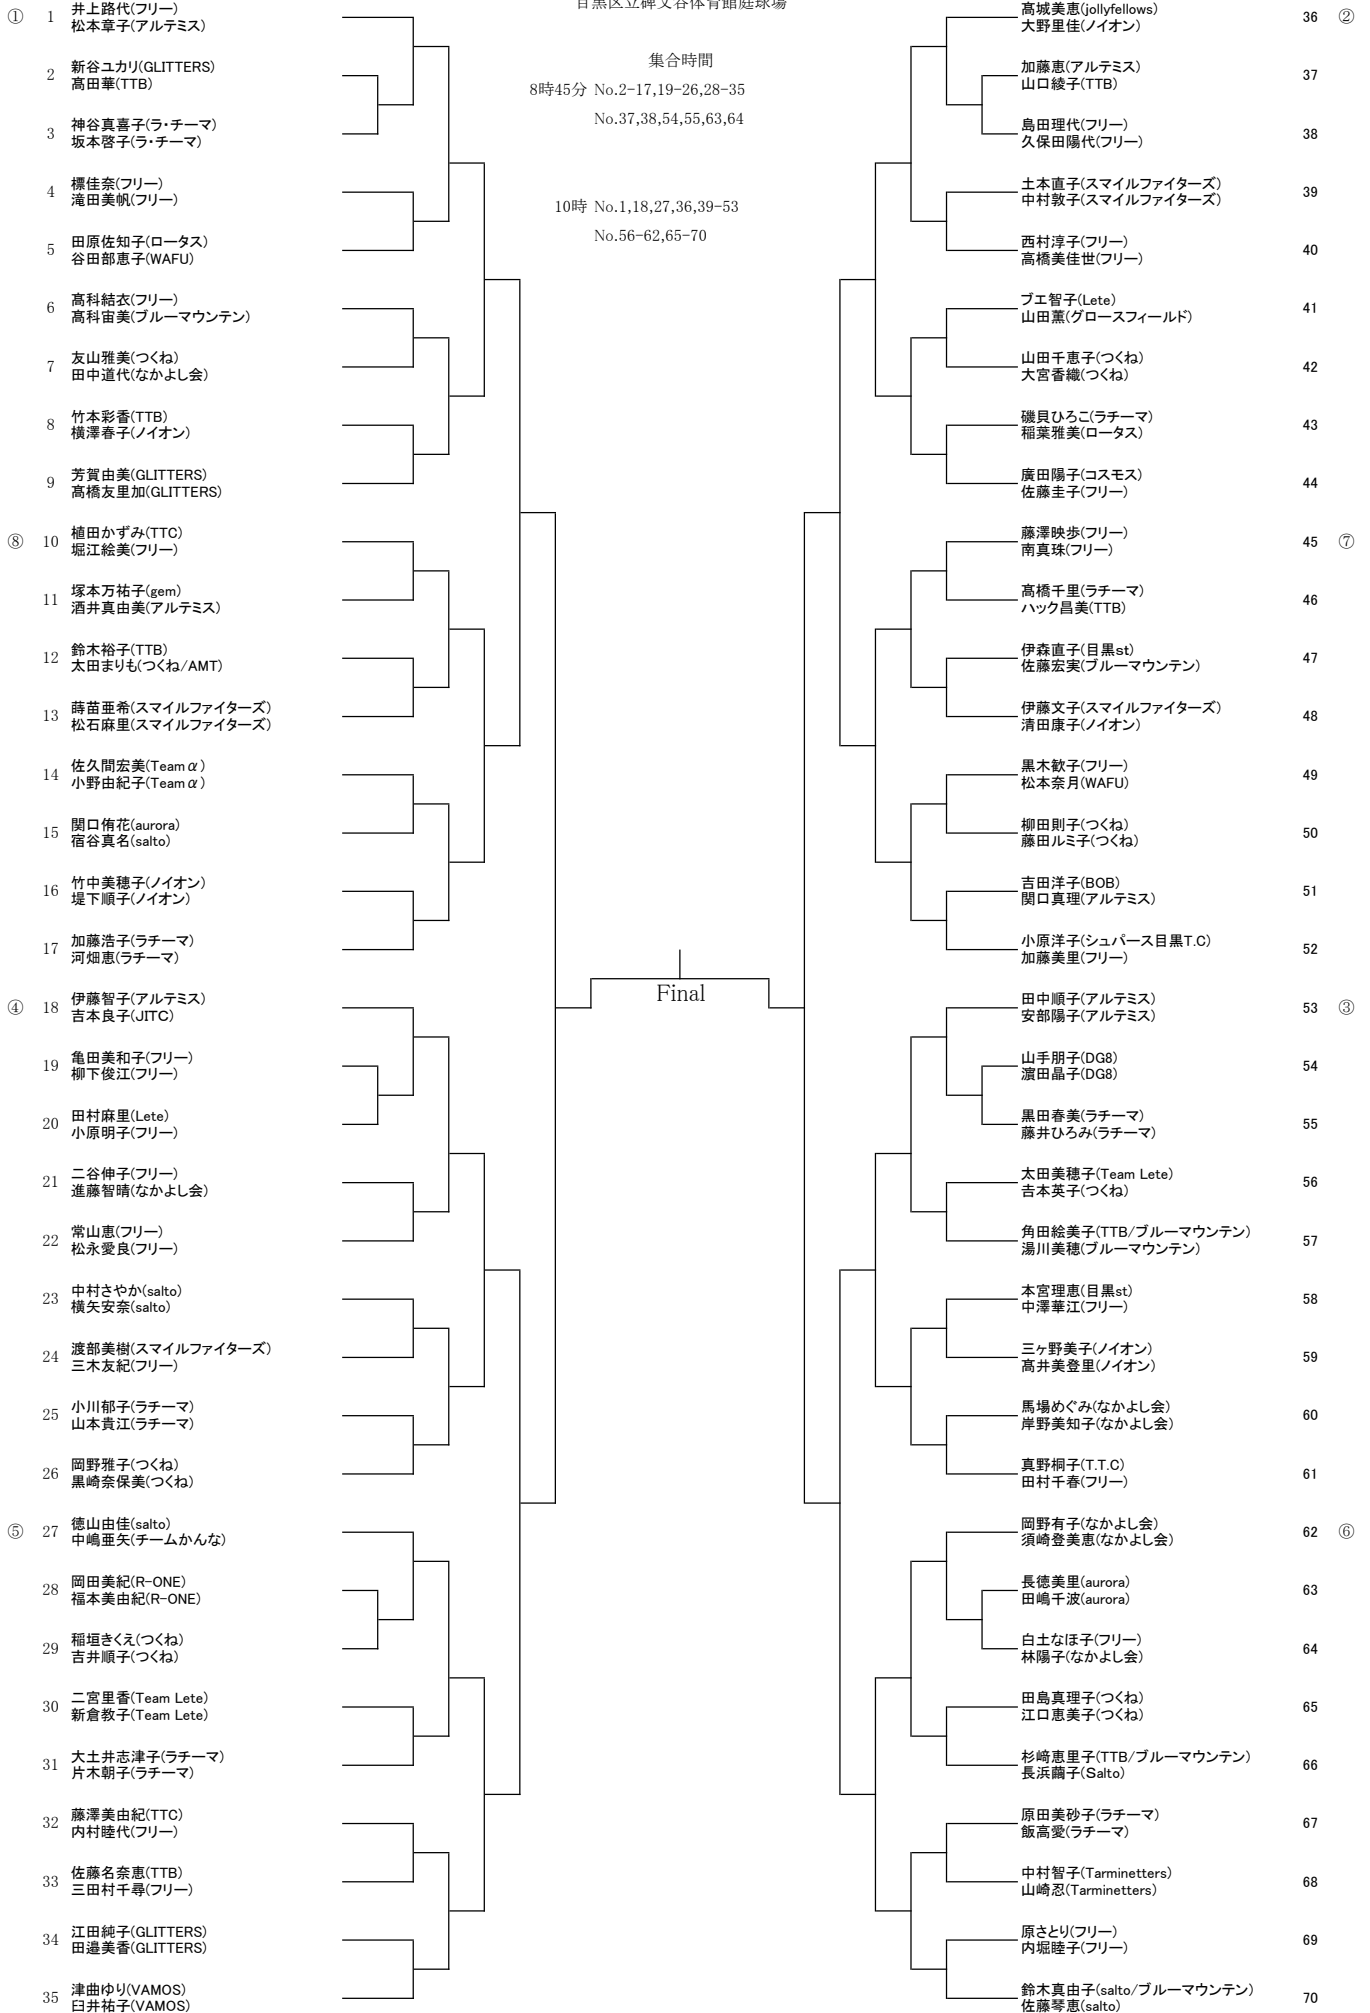 目黒区立碑文谷体育館庭球場
集合時間
8時45分 No.2-17,19-26,28-35
No.37,38,54,55,63,64
10時 No.1,18,27,36,39-53
No.56-62,65-70
① 1 井上路代(フリー)
松本章子(アルテミス)
2 新谷ユカリ(GLITTERS)
髙田華(TTB)
3 神谷真喜子(ラ・チーマ)
坂本啓子(ラ・チーマ)
4 標佳奈(フリー)
滝田美帆(フリー)
5 田原佐知子(ロータス)
谷田部恵子(WAFU)
6 髙科結衣(フリー)
髙科宙美(ブルーマウンテン)
7 友山雅美(つくね)
田中道代(なかよし会)
8 竹本彩香(TTB)
横澤春子(ノイオン)
9 芳賀由美(GLITTERS)
髙橋友里加(GLITTERS)
⑧ 10 植田かずみ(TTC)
堀江絵美(フリー)
11 塚本万祐子(gem)
酒井真由美(アルテミス)
12 鈴木裕子(TTB)
太田まりも(つくね/AMT)
13 蒔苗亜希(スマイルファイターズ)
松石麻里(スマイルファイターズ)
14 佐久間宏美(Teamα)
小野由紀子(Teamα)
15 関口侑花(aurora)
宿谷真名(salto)
16 竹中美穂子(ノイオン)
堤下順子(ノイオン)
17 加藤浩子(ラチーマ)
河畑恵(ラチーマ)
④ 18 伊藤智子(アルテミス)
吉本良子(JITC)
19 亀田美和子(フリー)
柳下俊江(フリー)
20 田村麻里(Lete)
小原明子(フリー)
21 二谷伸子(フリー)
進藤智晴(なかよし会)
22 常山恵(フリー)
松永愛良(フリー)
23 中村さやか(salto)
横矢安奈(salto)
24 渡部美樹(スマイルファイターズ)
三木友紀(フリー)
25 小川郁子(ラチーマ)
山本貴江(ラチーマ)
26 岡野雅子(つくね)
黒崎奈保美(つくね)
⑤ 27 徳山由佳(salto)
中嶋亜矢(チームかんな)
28 岡田美紀(R-ONE)
福本美由紀(R-ONE)
29 稲垣きくえ(つくね)
吉井順子(つくね)
30 二宮里香(Team Lete)
新倉教子(Team Lete)
31 大土井志津子(ラチーマ)
片木朝子(ラチーマ)
32 藤澤美由紀(TTC)
内村睦代(フリー)
33 佐藤名奈恵(TTB)
三田村千尋(フリー)
34 江田純子(GLITTERS)
田邉美香(GLITTERS)
35 津曲ゆり(VAMOS)
臼井祐子(VAMOS)
Final
髙城美恵(jollyfellows) 36 ②
大野里佳(ノイオン)
加藤恵(アルテミス) 37
山口綾子(TTB)
島田理代(フリー) 38
久保田陽代(フリー)
土本直子(スマイルファイターズ) 39
中村敦子(スマイルファイターズ)
西村淳子(フリー) 40
高橋美佳世(フリー)
ブエ智子(Lete) 41
山田薫(グロースフィールド)
山田千恵子(つくね) 42
大宮香織(つくね)
磯貝ひろこ(ラチーマ) 43
稲葉雅美(ロータス)
廣田陽子(コスモス) 44
佐藤圭子(フリー)
藤澤映歩(フリー) 45 ⑦
南真珠(フリー)
髙橋千里(ラチーマ) 46
ハック昌美(TTB)
伊森直子(目黒st) 47
佐藤宏実(ブルーマウンテン)
伊藤文子(スマイルファイターズ) 48
清田康子(ノイオン)
黒木歓子(フリー) 49
松本奈月(WAFU)
柳田則子(つくね) 50
藤田ルミ子(つくね)
吉田洋子(BOB) 51
関口真理(アルテミス)
小原洋子(シュパース目黒T.C) 52
加藤美里(フリー)
田中順子(アルテミス) 53 ③
安部陽子(アルテミス)
山手朋子(DG8) 54
濵田晶子(DG8)
黒田春美(ラチーマ) 55
藤井ひろみ(ラチーマ)
太田美穂子(Team Lete) 56
𠮷本英子(つくね)
角田絵美子(TTB/ブルーマウンテン) 57
湯川美穂(ブルーマウンテン)
本宮理恵(目黒st) 58
中澤華江(フリー)
三ヶ野美子(ノイオン) 59
髙井美登里(ノイオン)
馬場めぐみ(なかよし会) 60
岸野美知子(なかよし会)
真野桐子(T.T.C) 61
田村千春(フリー)
岡野有子(なかよし会) 62 ⑥
須崎登美恵(なかよし会)
長徳美里(aurora) 63
田嶋千波(aurora)
白土なほ子(フリー) 64
林陽子(なかよし会)
田島真理子(つくね) 65
江口恵美子(つくね)
杉﨑恵里子(TTB/ブルーマウンテン) 66
長浜繭子(Salto)
原田美砂子(ラチーマ) 67
飯高愛(ラチーマ)
中村智子(Tarminetters) 68
山崎忍(Tarminetters)
原さとり(フリー) 69
内堀睦子(フリー)
鈴木真由子(salto/ブルーマウンテン) 70
佐藤琴恵(salto)